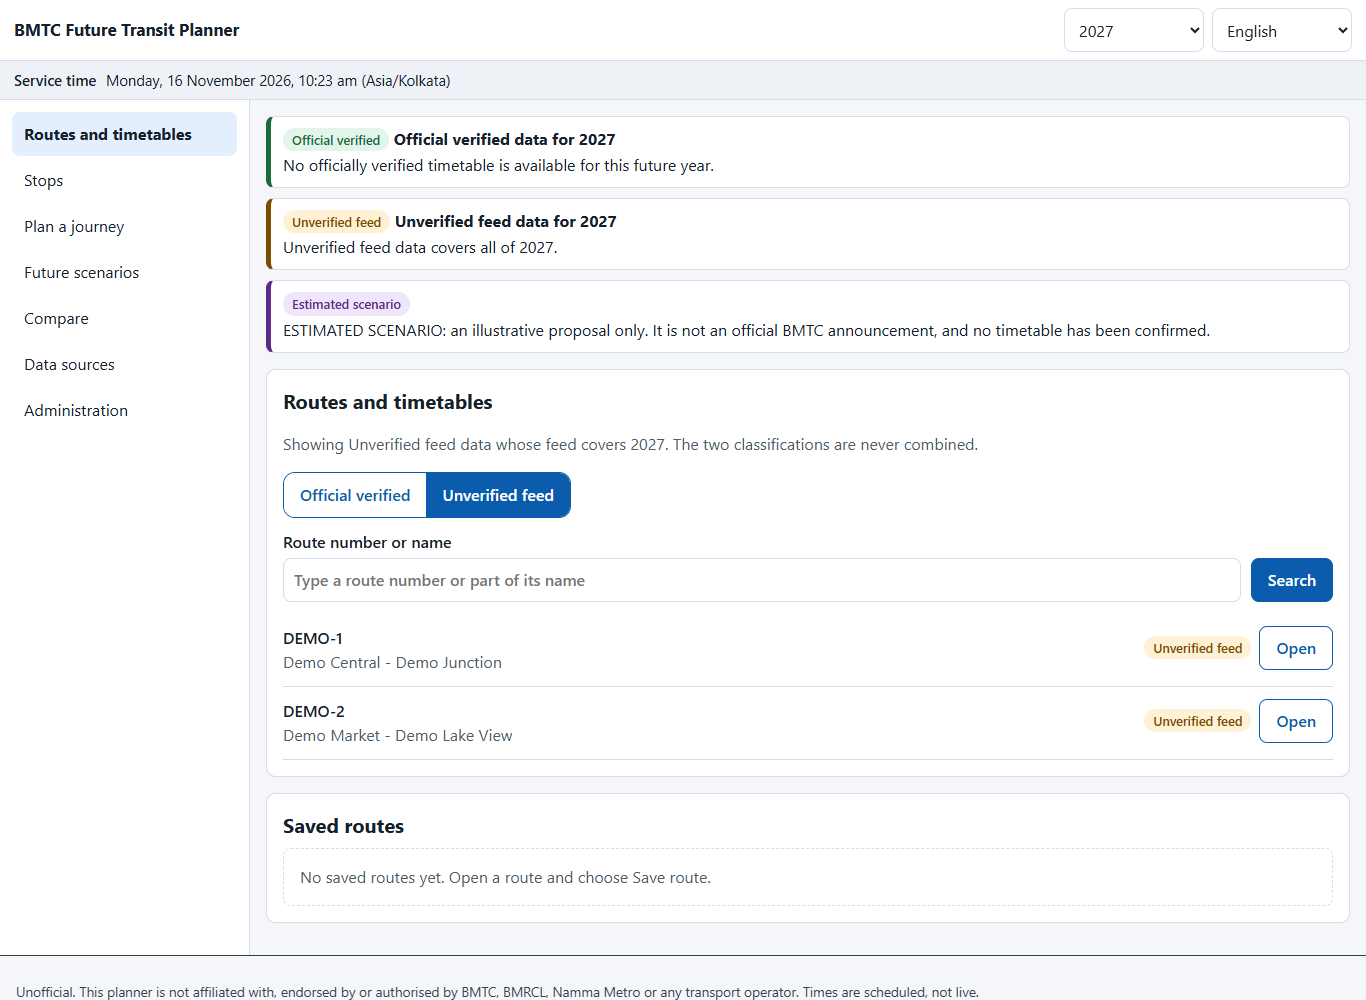 BMTC Future Transit Planner
2027
English
Service time Monday, 16 November 2026, 10:23 am (Asia/Kolkata)
Routes and timetables
Stops
Plan a journey
Future scenarios
Compare
Data sources
Administration
Official verified Official verified data for 2027
No officially verified timetable is available for this future year.
Unverified feed Unverified feed data for 2027
Unverified feed data covers all of 2027.
Estimated scenario
ESTIMATED SCENARIO: an illustrative proposal only. It is not an official BMTC announcement, and no timetable has been confirmed.
Routes and timetables
Showing Unverified feed data whose feed covers 2027. The two classifications are never combined.
Official verified
Unverified feed
Route number or name
Type a route number or part of its name
Search
DEMO-1
Demo Central - Demo Junction
Unverified feed
Open
DEMO-2
Demo Market - Demo Lake View
Unverified feed
Open
Saved routes
No saved routes yet. Open a route and choose Save route.
Unofficial. This planner is not affiliated with, endorsed by or authorised by BMTC, BMRCL, Namma Metro or any transport operator. Times are scheduled, not live.